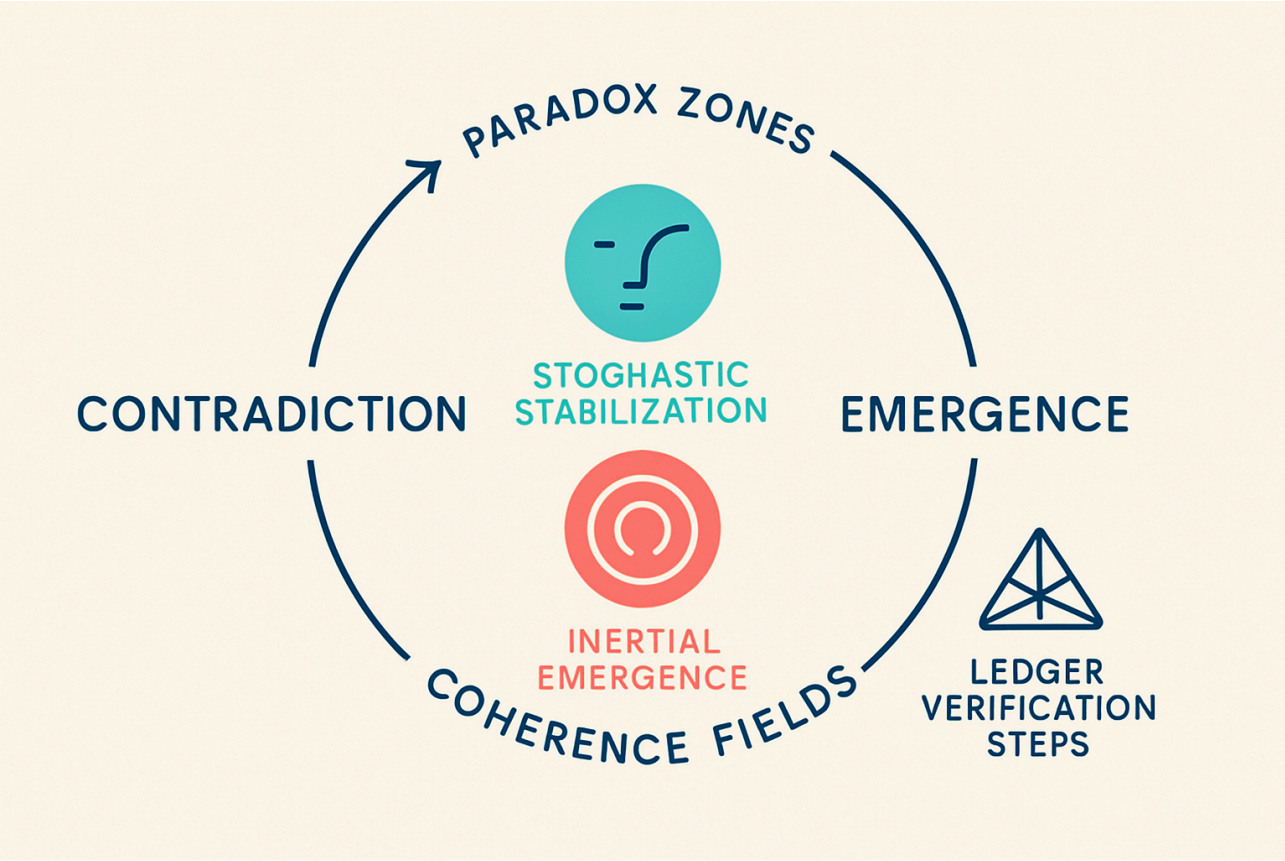 PARADOX ZONES
STOGHASTIC
STABILIZATION
CONTRADICTION
EMERGENCE
INERTIAL
EMERGENCE
COHERENCE FIELDS
LEDGER
VERIFICATION
STEPS